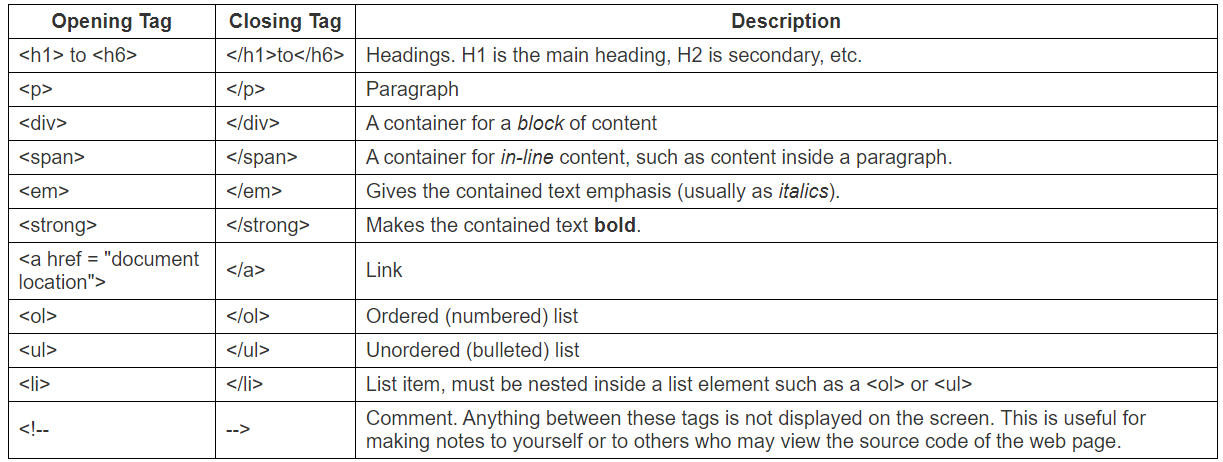 Opening Tag Closing Tag Description
<h1> to <h6> </h1>to</h6> Headings. H1 is the main heading, H2 is secondary, etc.
<p> </p> Paragraph
<div> </div> A container for a block of content
<span> </span> A container for in-line content, such as content inside a paragraph.
<em> </em> Gives the contained text emphasis (usually as italics).
<strong> </strong> Makes the contained text bold.
<a href = "document
location"> </a> Link
<ol> </ol> Ordered (numbered) list
<ul> </ul> Unordered (bulleted) list
<li> </li> List item, must be nested inside a list element such as a <ol> or <ul>
<!-- --> Comment. Anything between these tags is not displayed on the screen. This is useful for
making notes to yourself or to others who may view the source code of the web page.